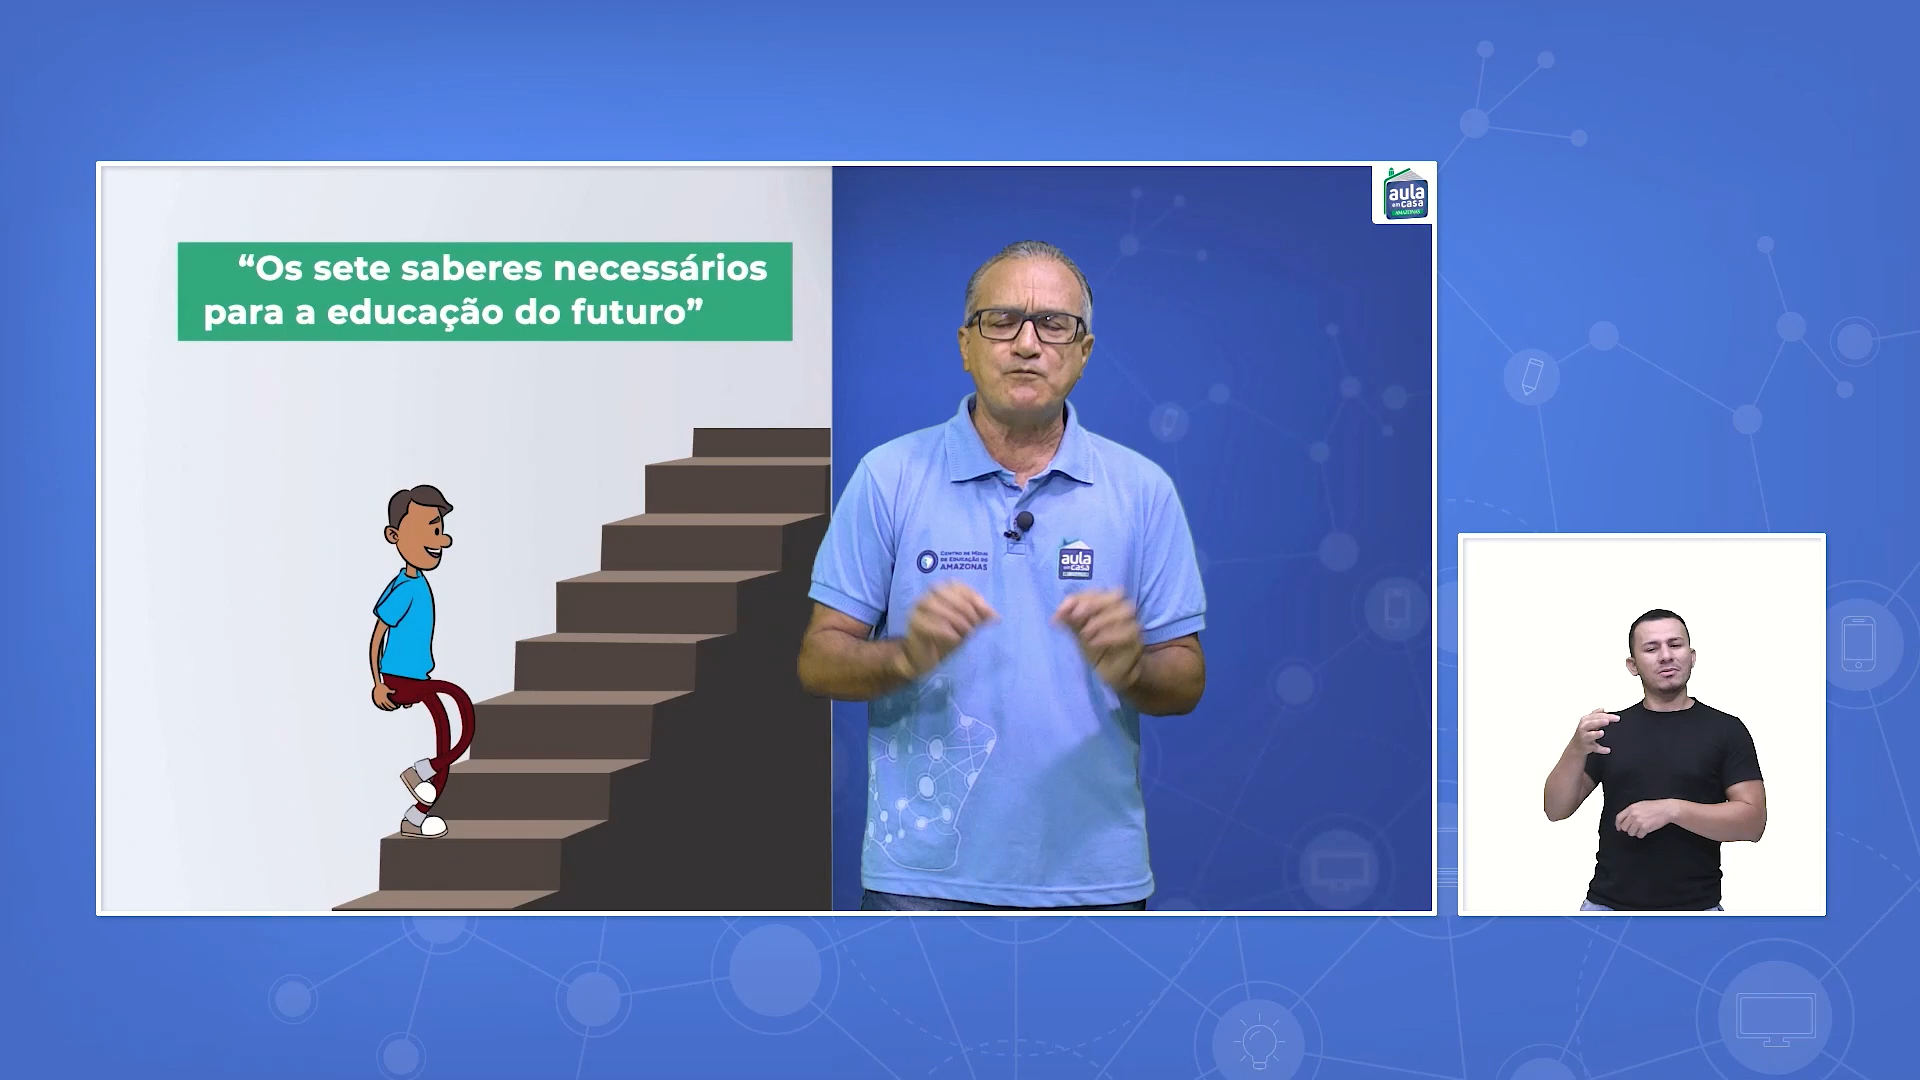 “Os sete saberes necessários
para a educação do futuro”
aula
em casa
AMAZONAS
CENTRO DE MÍDIAS
DE EDUCAÇÃO DO
AMAZONAS
aula
em casa